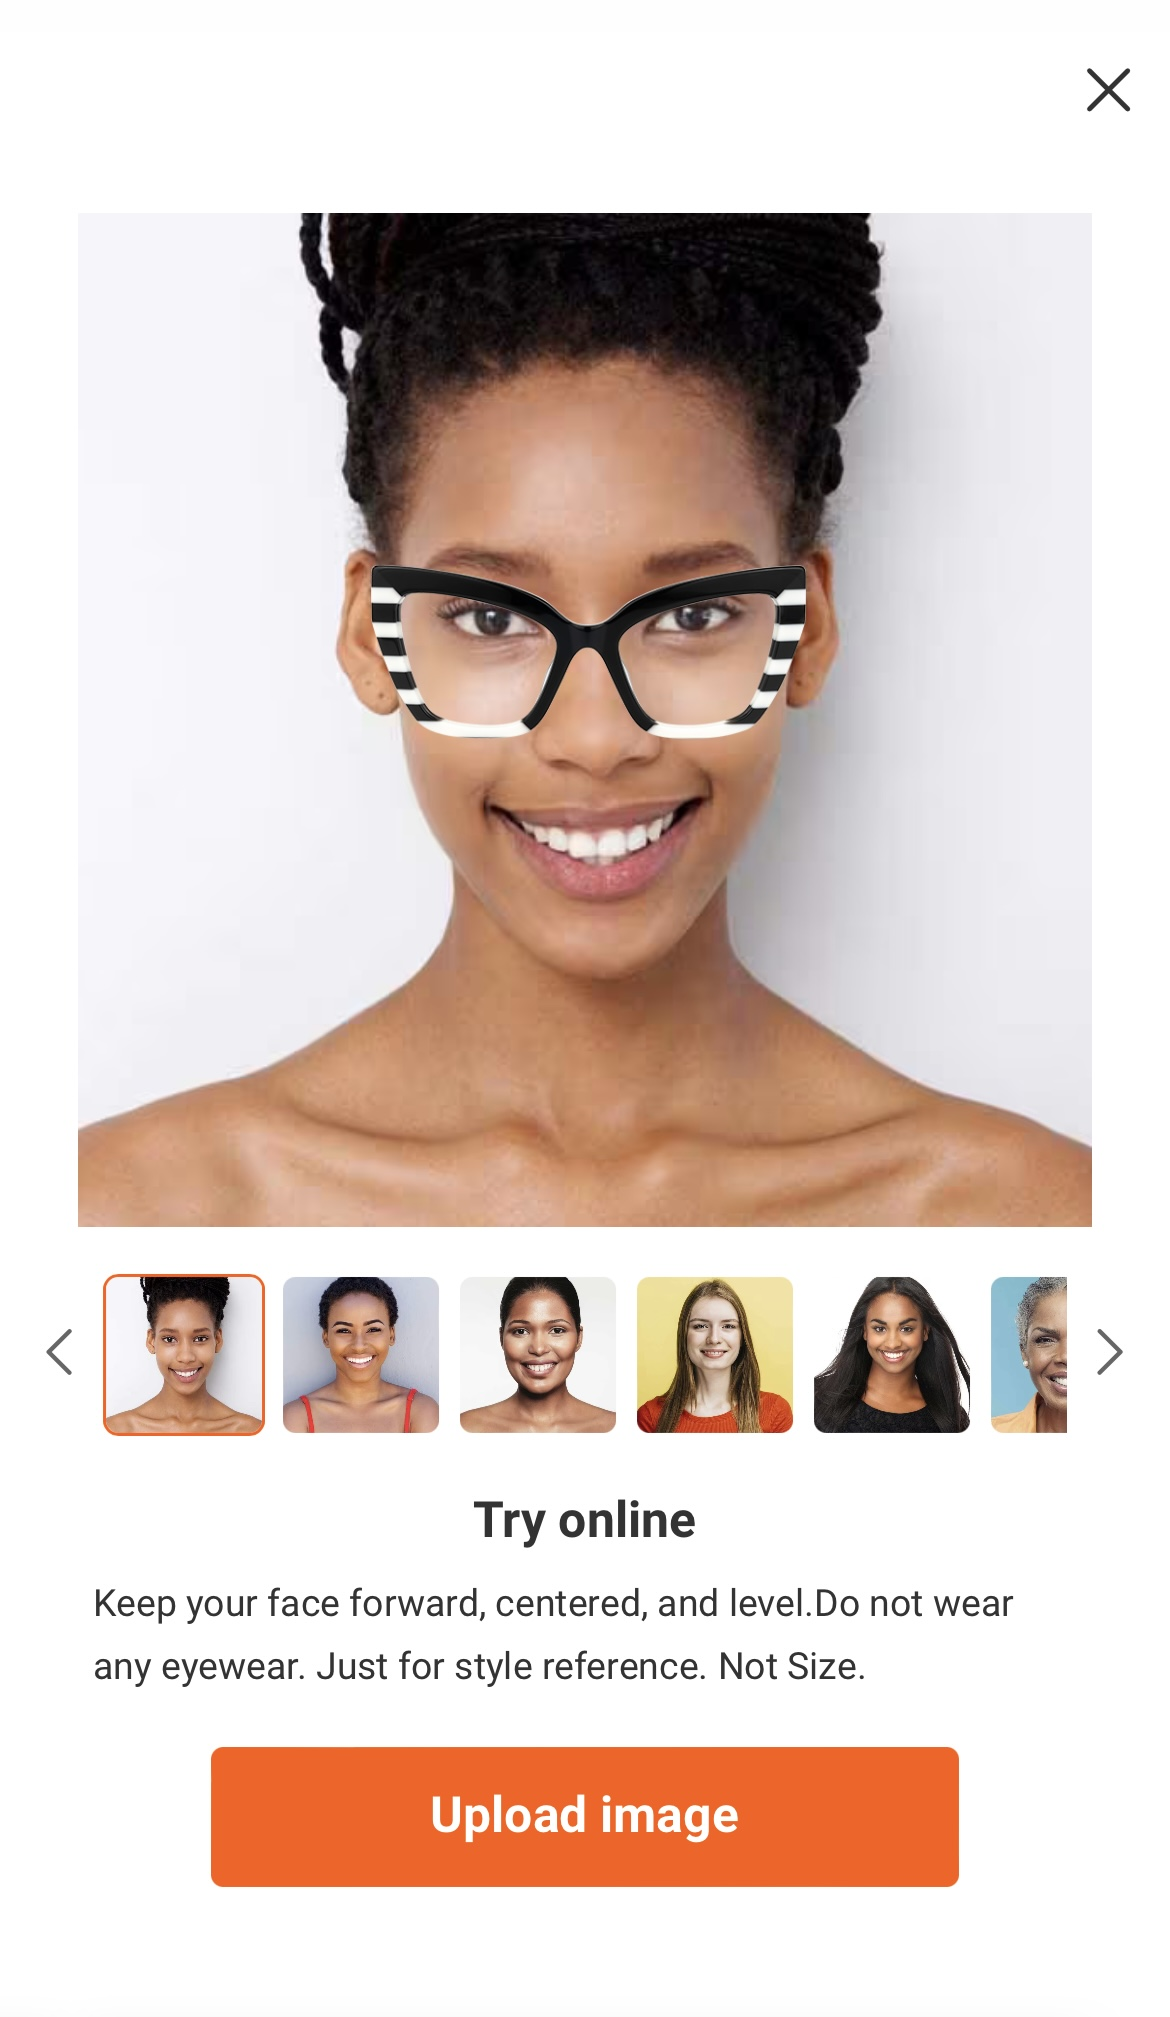 Try online
Keep your face forward, centered, and level.Do not wear
any eyewear. Just for style reference. Not Size.
Upload image